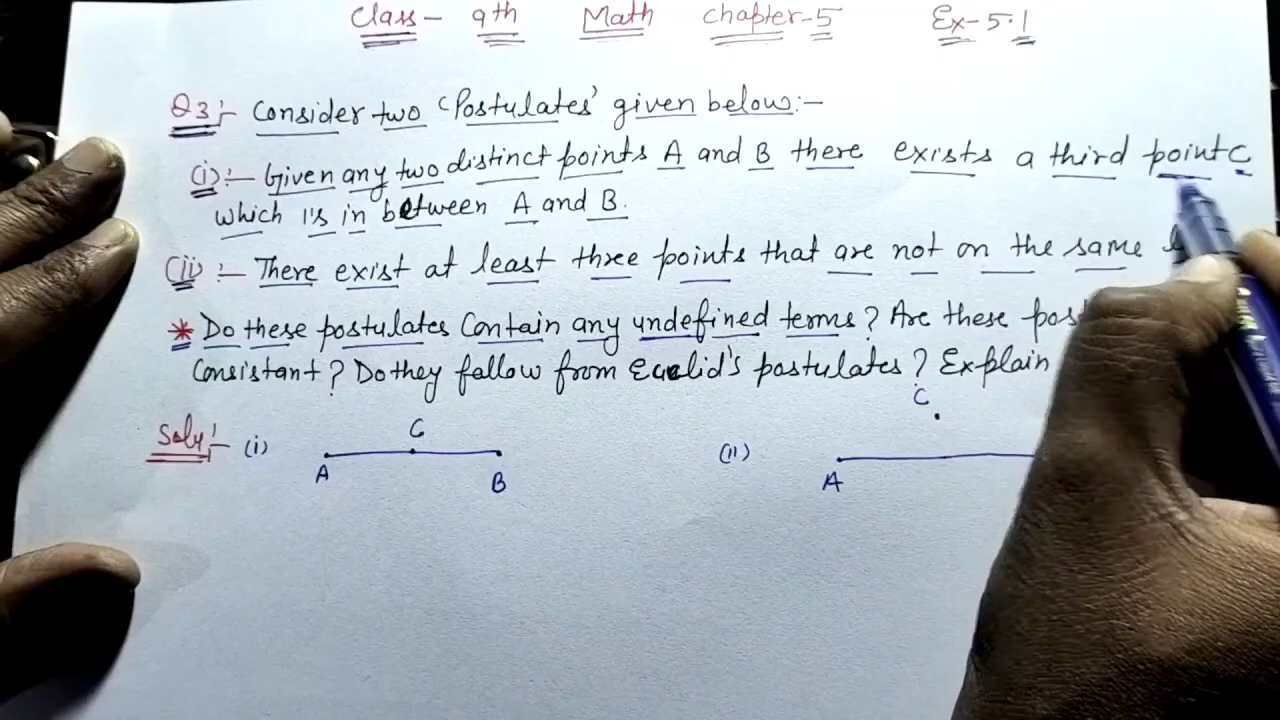 Class- 9th Math Chapter-5 Ex-5.1
Q3:- Consider two 'Postulates' given below:-
(i):- Given any two distinct points A and B there exists a third point C
which is in between A and B.
(ii):- There exist at least three points that are not on the same
* Do these postulates Contain any undefined terms? Are these
Consistant? Do they follow from Euclid's postulates? Explain
Soln:- (i) A C B (ii) A C